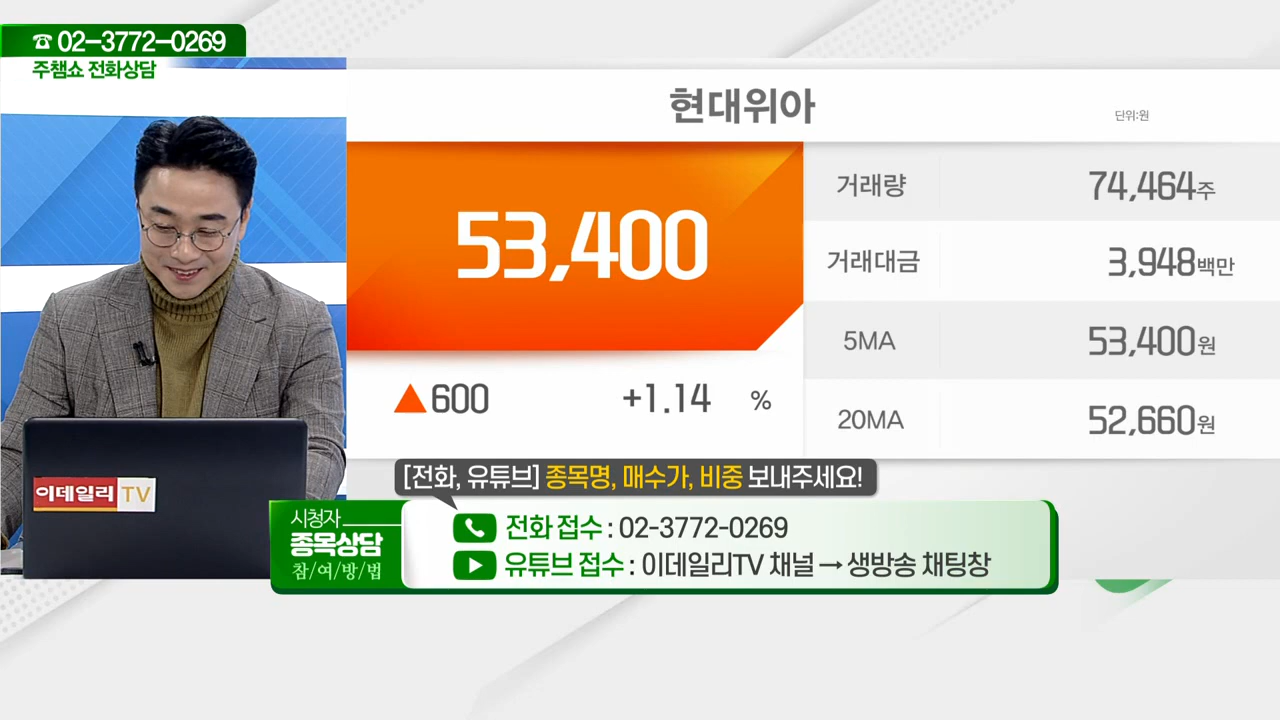 ☎ 02-3772-0269
주챔쇼 전화상담
현대위아
단위:원
53,400
▲600 +1.14 %
거래량 74,464주
거래대금 3,948백만
5MA 53,400원
20MA 52,660원
이데일리 TV
[전화, 유튜브] 종목명, 매수가, 비중 보내주세요!
시청자
종목상담
참/여/방/법
전화 접수 : 02-3772-0269
유튜브 접수 : 이데일리TV 채널 → 생방송 채팅창